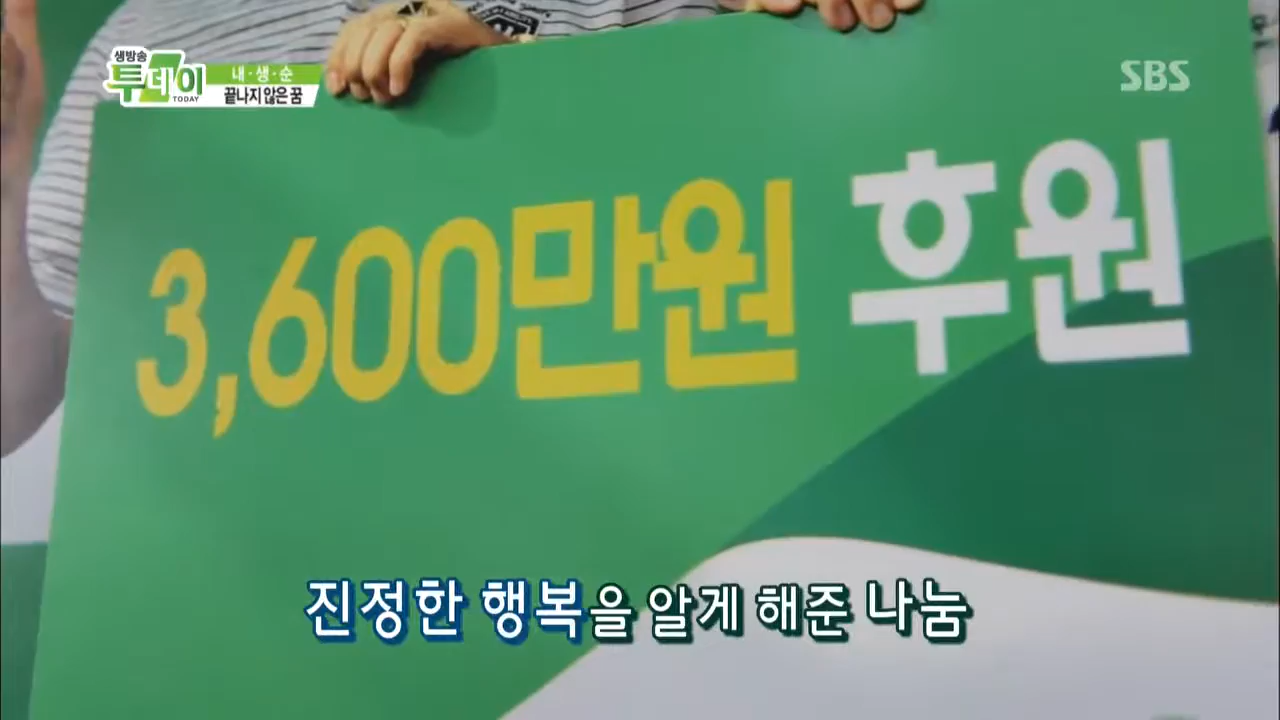 생방송
투데이
TODAY
내·생·순
끝나지 않은 꿈
SBS
3,600만원 후원
진정한 행복을 알게 해준 나눔